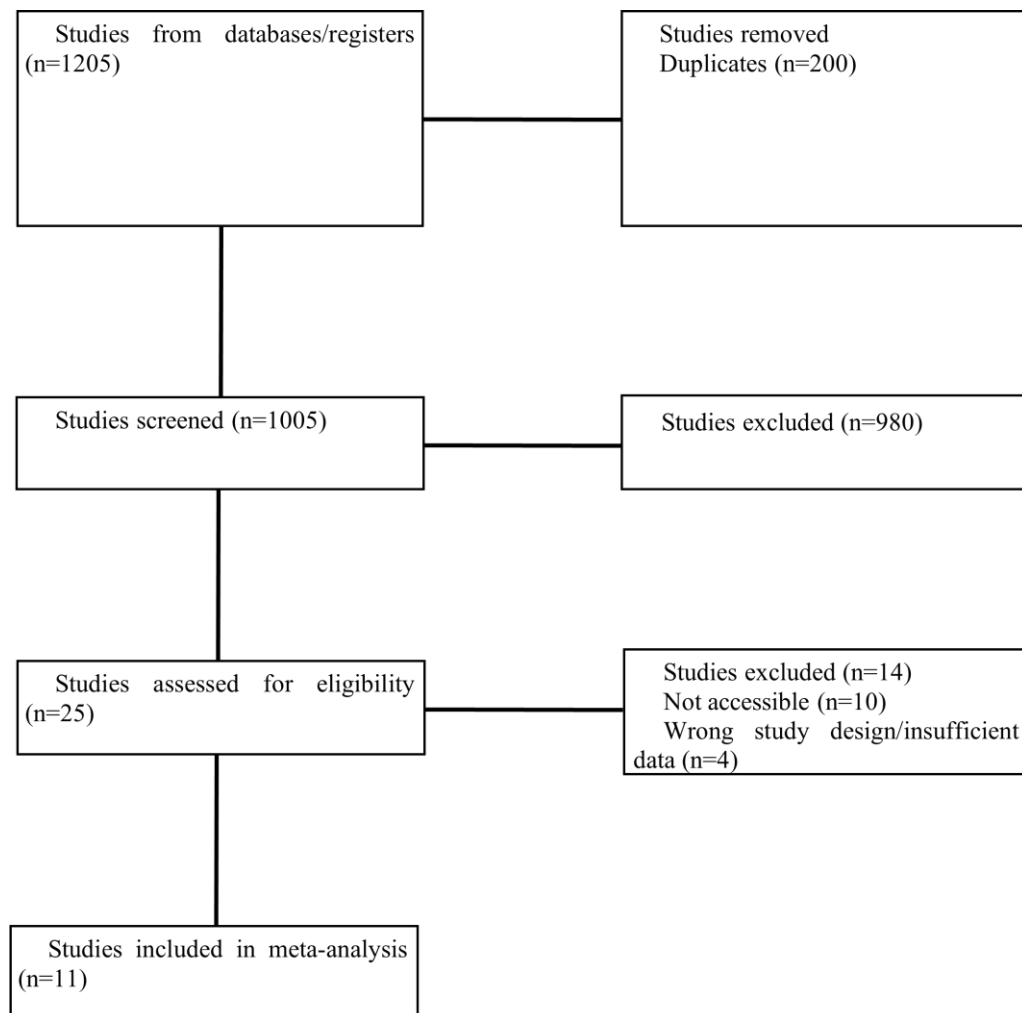 Studies from databases/registers
(n=1205)
Studies removed
Duplicates (n=200)
Studies screened (n=1005)
Studies excluded (n=980)
Studies assessed for eligibility
(n=25)
Studies excluded (n=14)
Not accessible (n=10)
Wrong study design/insufficient
data (n=4)
Studies included in meta-analysis
(n=11)